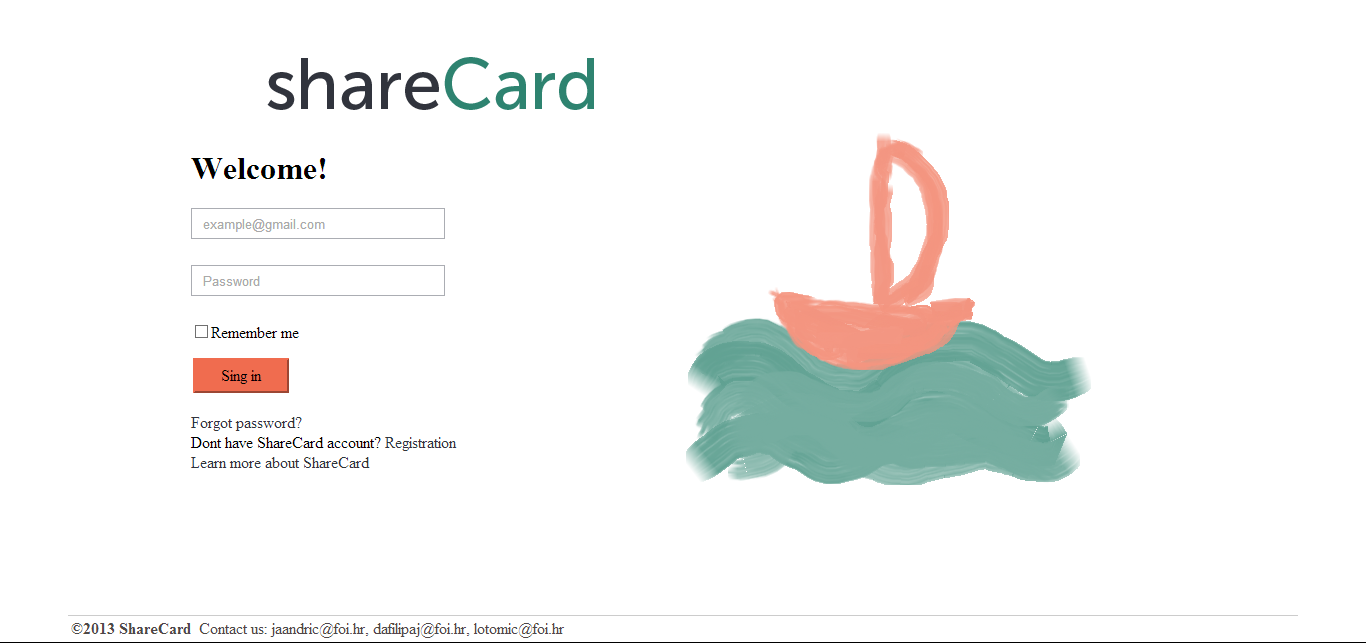 shareCard
Welcome!
example@gmail.com
Password
Remember me
Sing in
Forgot password?
Dont have ShareCard account? Registration
Learn more about ShareCard
©2013 ShareCard Contact us: jaandric@foi.hr, dafilipaj@foi.hr, lotomic@foi.hr